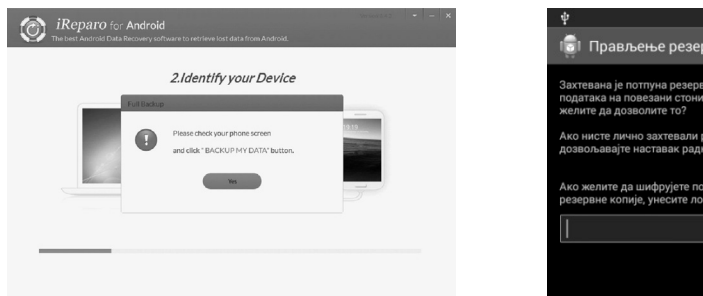 iReparo for Android
The best Android Data Recovery software to retrieve lost data from Android.
2.Identify your Device
Full Backup
Please check your phone screen
and click " BACKUP MY DATA" button.
Yes
Прављење резер
Захтевана је потпуна резерв
података на повезани стони
желите да дозволите то?
Ако нисте лично захтевали р
дозвољавајте наставак рад
Ако желите да шифрујете по
резервне копије, унесите ло